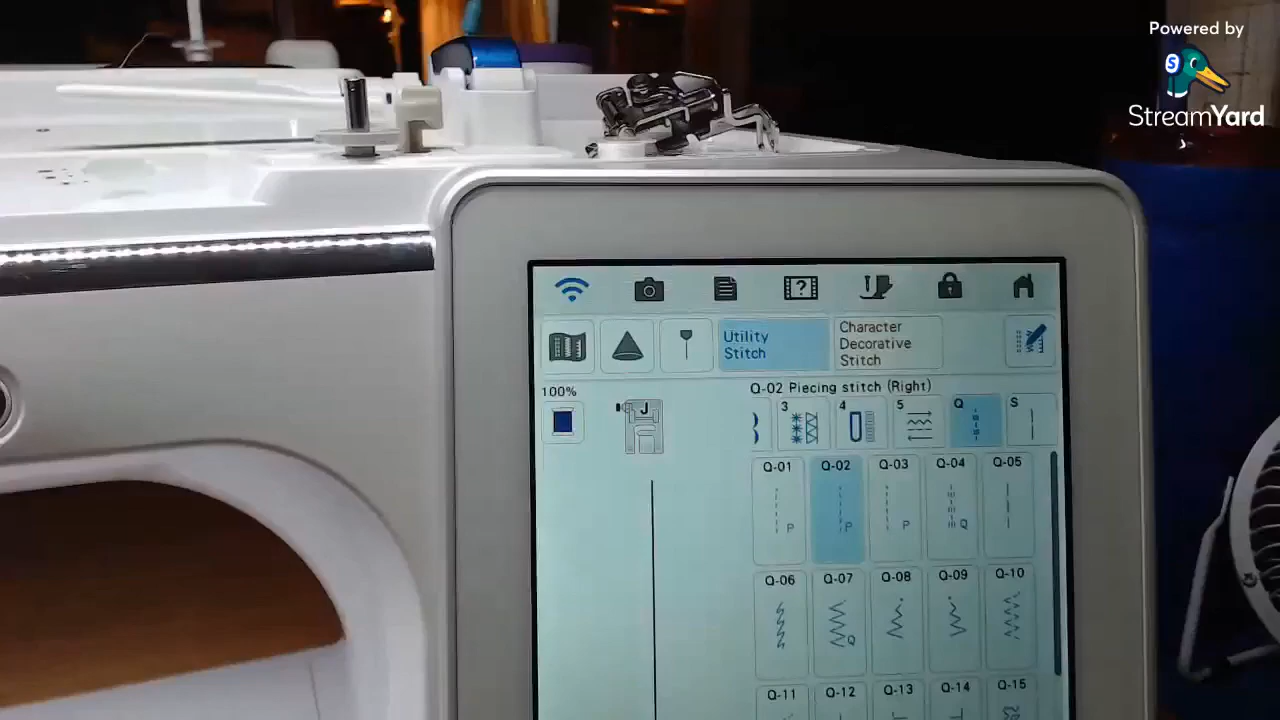 Powered by
S
StreamYard
?
Utility
Stitch
Character
Decorative
Stitch
100%
Q-02 Piecing stitch (Right)
J
3
4
5
Q
S
Q-01
Q-02
Q-03
Q-04
Q-05
P
P
P
Q
Q-06
Q-07
Q-08
Q-09
Q-10
Q
Q-11
Q-12
Q-13
Q-14
Q-15